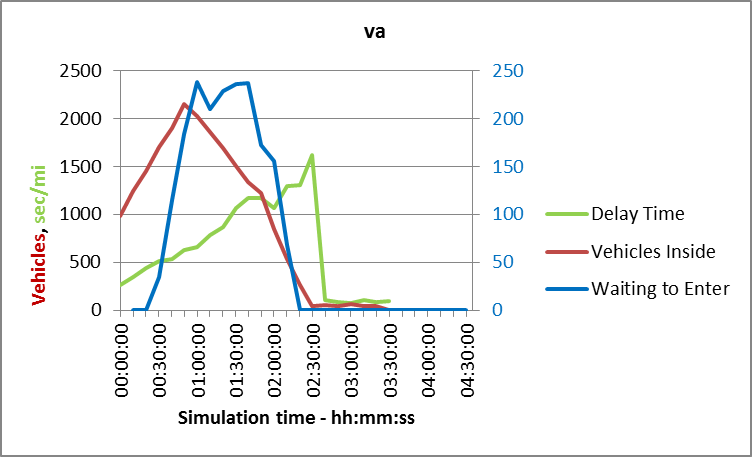 va
2500 250
2000 200
1500 150
1000 100
500 50
0 0
Vehicles, sec/mi
Delay Time
Vehicles Inside
Waiting to Enter
00:00:00
00:30:00
01:00:00
01:30:00
02:00:00
02:30:00
03:00:00
03:30:00
04:00:00
04:30:00
Simulation time - hh:mm:ss